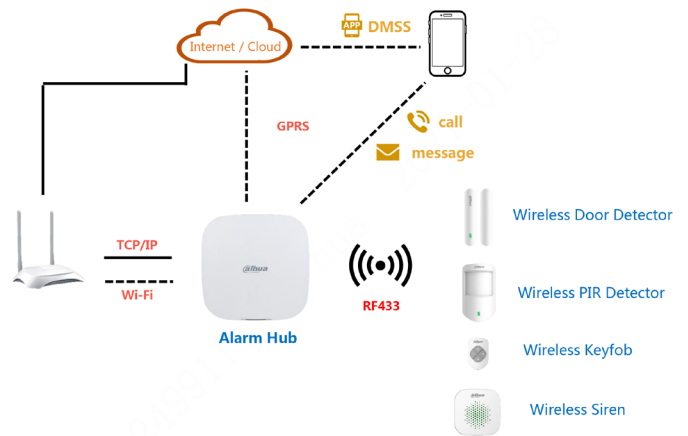 APP DMSS
Internet / Cloud
GPRS
call
message
Wireless Door Detector
TCP/IP
alhua
Wi-Fi
RF433
Wireless PIR Detector
Alarm Hub
Wireless Keyfob
Wireless Siren